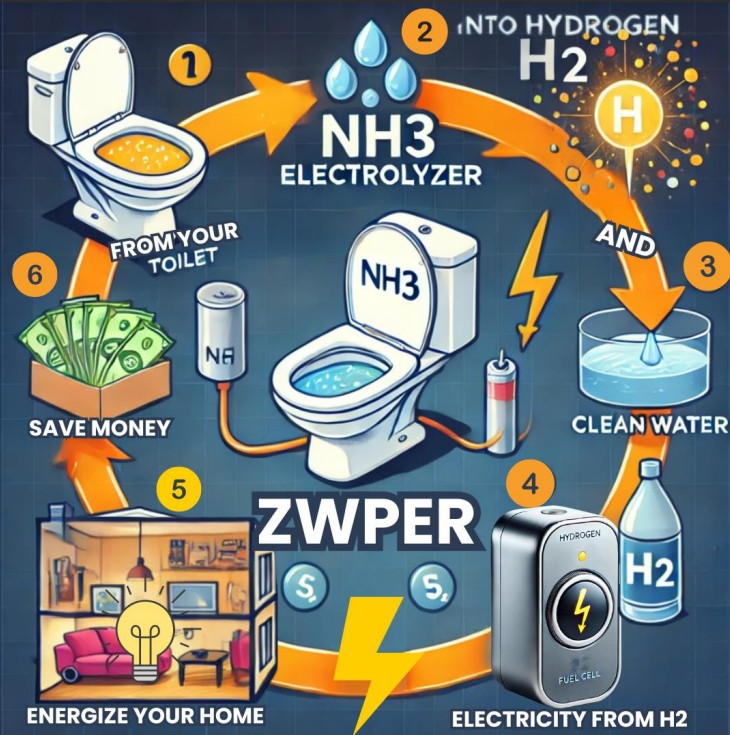 1
2
INTO HYDROGEN
H2
H
NH3
ELECTROLYZER
FROM YOUR
TOILET
AND
3
6
NH3
CLEAN WATER
SAVE MONEY
5
4
ZWPER
HYDROGEN
H2
S,
5,
FUEL CELL
ENERGIZE YOUR HOME
ELECTRICITY FROM H2